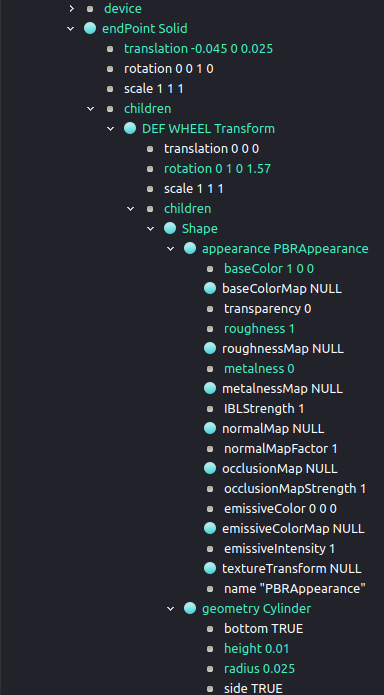 device
endPoint Solid
translation -0.045 0 0.025
rotation 0 0 1 0
scale 1 1 1
children
DEF WHEEL Transform
translation 0 0 0
rotation 0 1 0 1.57
scale 1 1 1
children
Shape
appearance PBRAppearance
baseColor 1 0 0
baseColorMap NULL
transparency 0
roughness 1
roughnessMap NULL
metalness 0
metalnessMap NULL
IBLStrength 1
normalMap NULL
normalMapFactor 1
occlusionMap NULL
occlusionMapStrength 1
emissiveColor 0 0 0
emissiveColorMap NULL
emissiveIntensity 1
textureTransform NULL
name "PBRAppearance"
geometry Cylinder
bottom TRUE
height 0.01
radius 0.025
side TRUE